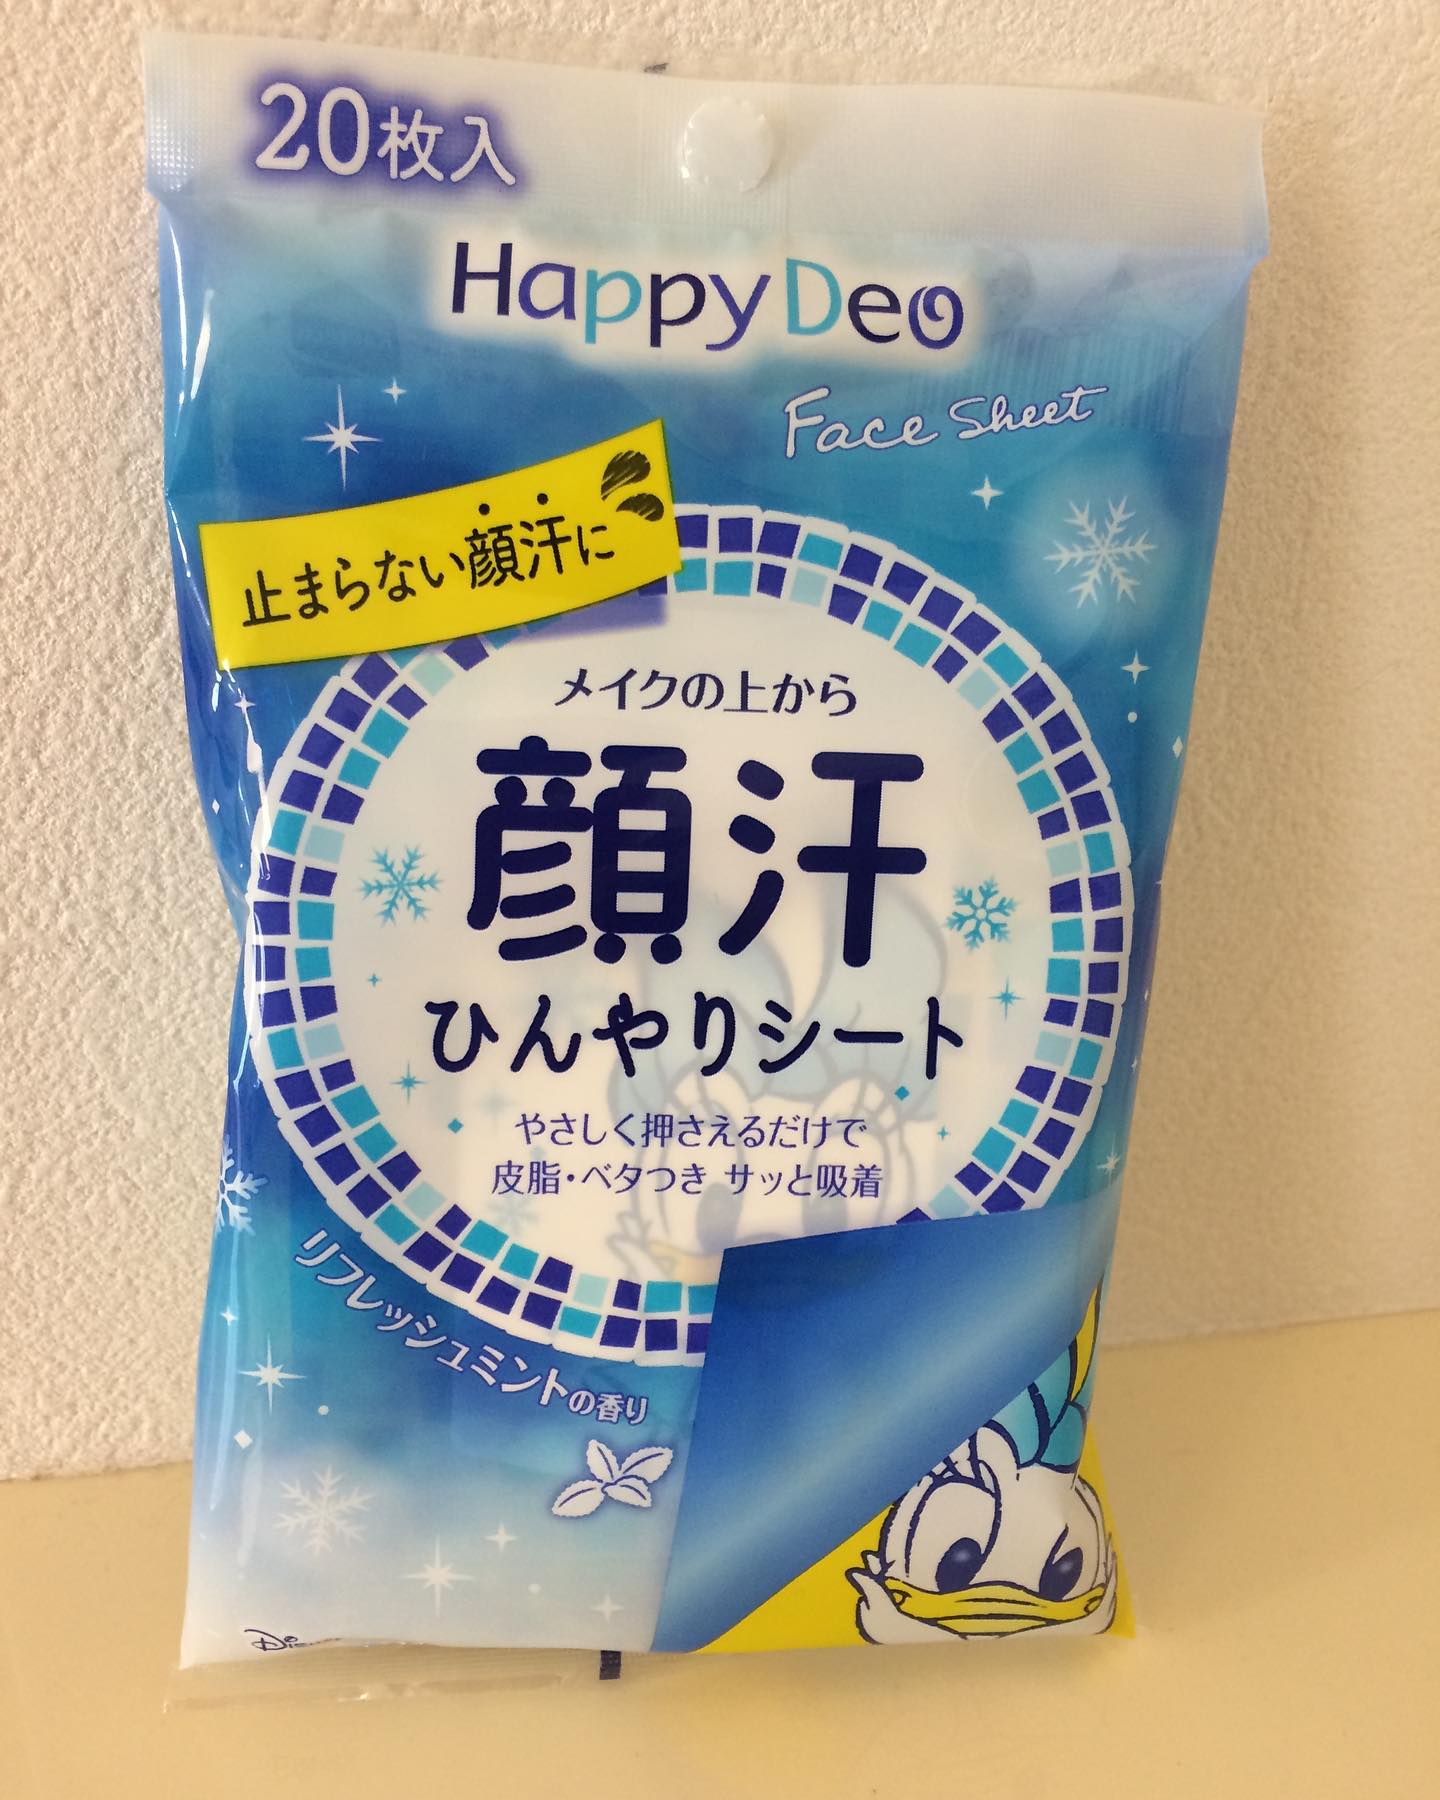 20枚入
HappyDeo
Face Sheet
止まらない顔汗に
メイクの上から
顔汗
ひんやりシート
やさしく押さえるだけで
皮脂・ベタつき サッと吸着
リフレッシュミントの香り